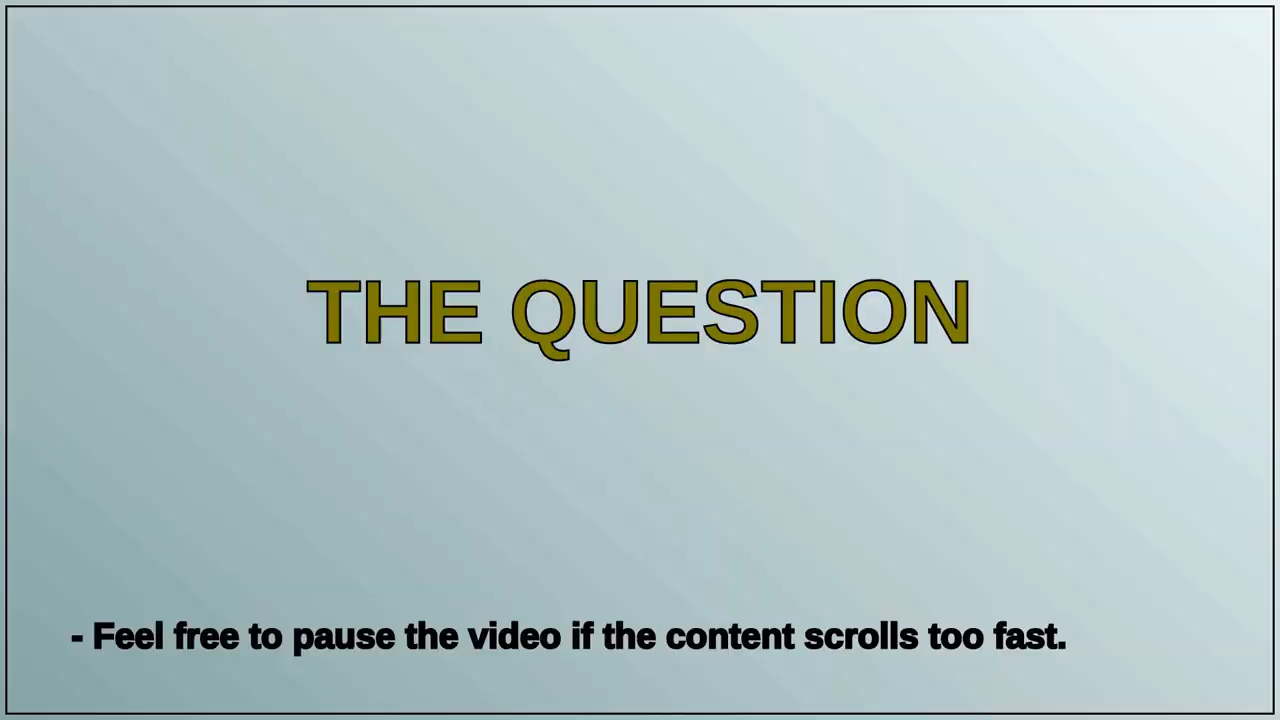 THE QUESTION
- Feel free to pause the video if the content scrolls too fast.